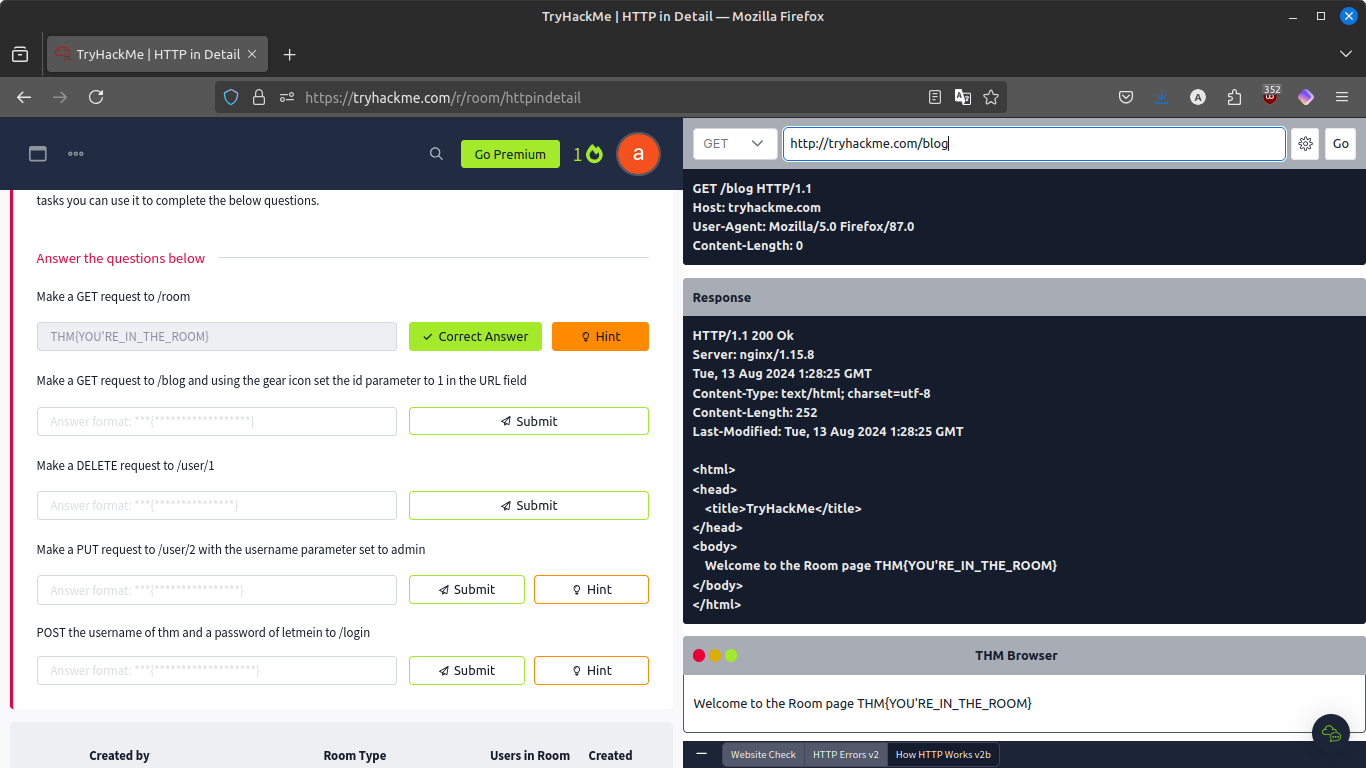 TryHackMe | HTTP in Detail — Mozilla Firefox
TryHackMe | HTTP in Detail
https://tryhackme.com/r/room/httpindetail
A
352
Go Premium
1
a
tasks you can use it to complete the below questions.
Answer the questions below
Make a GET request to /room
THM{YOU'RE_IN_THE_ROOM}
Correct Answer
Hint
Make a GET request to /blog and using the gear icon set the id parameter to 1 in the URL field
Answer format: ***{******************}
Submit
Make a DELETE request to /user/1
Answer format: ***{***************}
Submit
Make a PUT request to /user/2 with the username parameter set to admin
Answer format: ***{****************}
Submit
Hint
POST the username of thm and a password of letmein to /login
Answer format: ***{*******************}
Submit
Hint
Created by
Room Type
Users in Room
Created
GET
http://tryhackme.com/blog
Go
GET /blog HTTP/1.1
Host: tryhackme.com
User-Agent: Mozilla/5.0 Firefox/87.0
Content-Length: 0
Response
HTTP/1.1 200 Ok
Server: nginx/1.15.8
Tue, 13 Aug 2024 1:28:25 GMT
Content-Type: text/html; charset=utf-8
Content-Length: 252
Last-Modified: Tue, 13 Aug 2024 1:28:25 GMT
<html>
<head>
<title>TryHackMe</title>
</head>
<body>
Welcome to the Room page THM{YOU'RE_IN_THE_ROOM}
</body>
</html>
THM Browser
Welcome to the Room page THM{YOU'RE_IN_THE_ROOM}
Website Check
HTTP Errors v2
How HTTP Works v2b